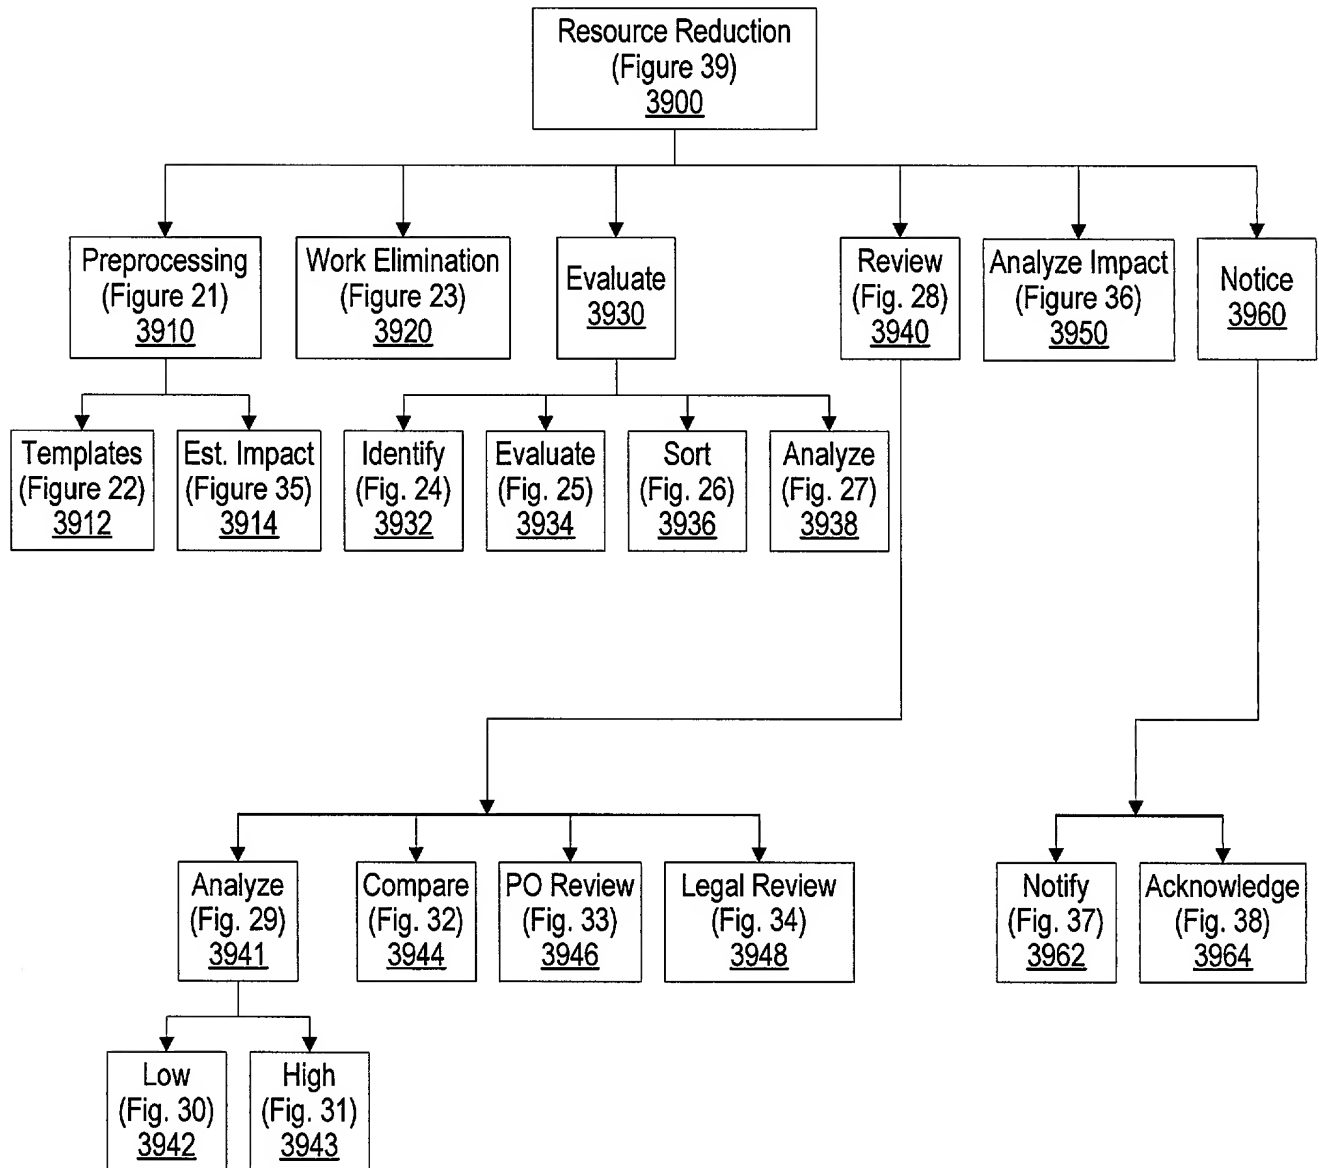 Resource Reduction
(Figure 39)
3900
Preprocessing
(Figure 21)
3910
Work Elimination
(Figure 23)
3920
Evaluate
3930
Review
(Fig. 28)
3940
Analyze Impact
(Figure 36)
3950
Notice
3960
Templates
(Figure 22)
3912
Est. Impact
(Figure 35)
3914
Identify
(Fig. 24)
3932
Evaluate
(Fig. 25)
3934
Sort
(Fig. 26)
3936
Analyze
(Fig. 27)
3938
Analyze
(Fig. 29)
3941
Compare
(Fig. 32)
3944
PO Review
(Fig. 33)
3946
Legal Review
(Fig. 34)
3948
Notify
(Fig. 37)
3962
Acknowledge
(Fig. 38)
3964
Low
(Fig. 30)
3942
High
(Fig. 31)
3943